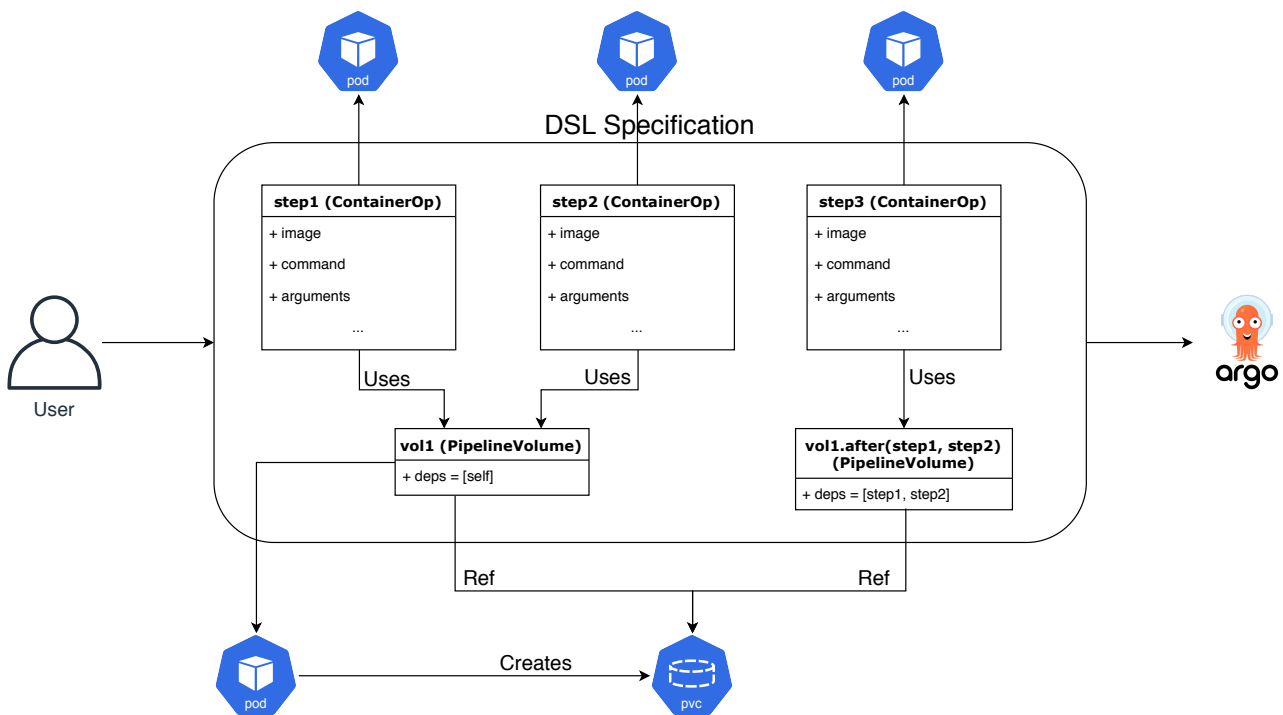 pod
pod
pod
DSL Specification
step1 (ContainerOp)
+ image
+ command
+ arguments
...
step2 (ContainerOp)
+ image
+ command
+ arguments
...
step3 (ContainerOp)
+ image
+ command
+ arguments
...
User
argo
Uses
Uses
Uses
vol1 (PipelineVolume)
+ deps = [self]
vol1.after(step1, step2)
(PipelineVolume)
+ deps = [step1, step2]
Ref
Ref
Creates
pod
pvc